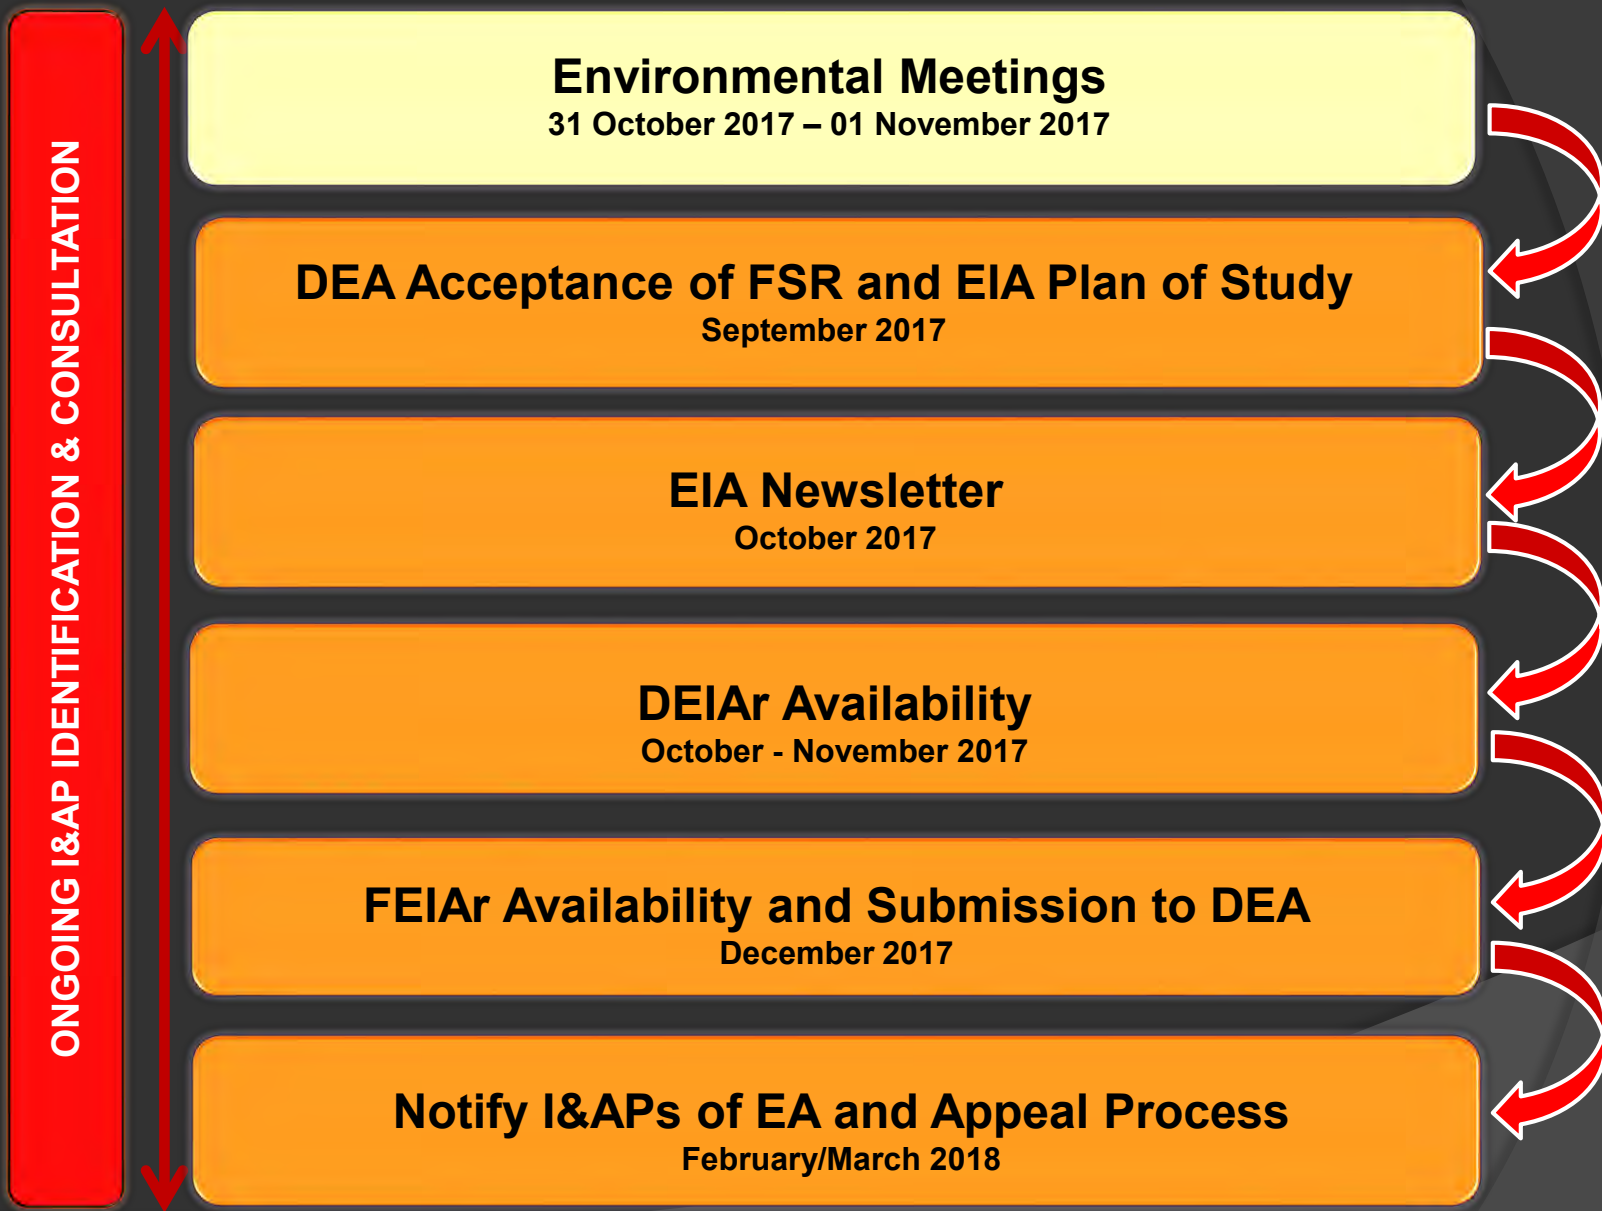 ONGOING I&AP IDENTIFICATION & CONSULTATION
Environmental Meetings
31 October 2017 – 01 November 2017
DEA Acceptance of FSR and EIA Plan of Study
September 2017
EIA Newsletter
October 2017
DEIAr Availability
October - November 2017
FEIAr Availability and Submission to DEA
December 2017
Notify I&APs of EA and Appeal Process
February/March 2018